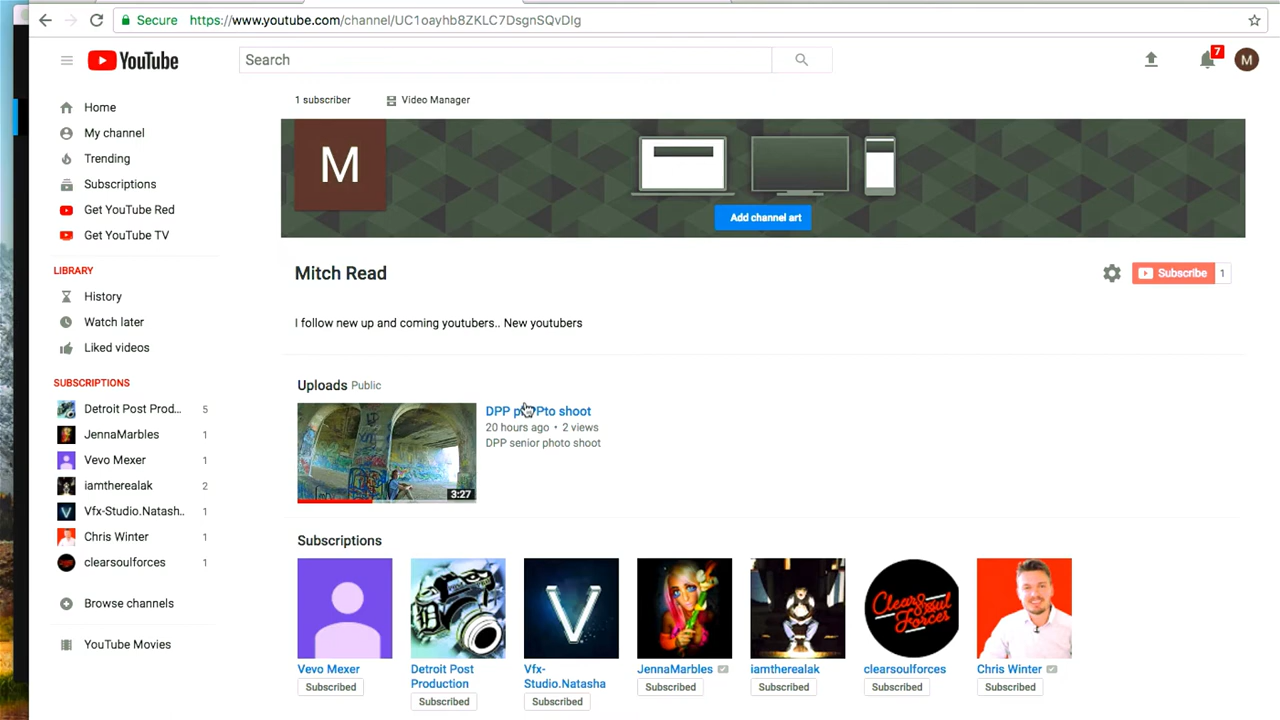 Secure https://www.youtube.com/channel/UC1oayhb8ZKLC7DsgnSQvDlg
YouTube
Search
7
M
Home
My channel
Trending
Subscriptions
Get YouTube Red
Get YouTube TV
LIBRARY
History
Watch later
Liked videos
SUBSCRIPTIONS
Detroit Post Prod... 5
JennaMarbles 1
Vevo Mexer 1
iamtherealak 2
Vfx-Studio.Natash.. 1
Chris Winter 1
clearsoulforces 1
Browse channels
YouTube Movies
1 subscriber Video Manager
M
Add channel art
Mitch Read
Subscribe 1
I follow new up and coming youtubers.. New youtubers
Uploads Public
3:27
DPP shoot
20 hours ago • 2 views
DPP senior photo shoot
Subscriptions
V
Clear Soul Forces
Vevo Mexer
Subscribed
Detroit Post
Production
Subscribed
Vfx-
Studio.Natasha
Subscribed
JennaMarbles
Subscribed
iamtherealak
Subscribed
clearsoulforces
Subscribed
Chris Winter
Subscribed